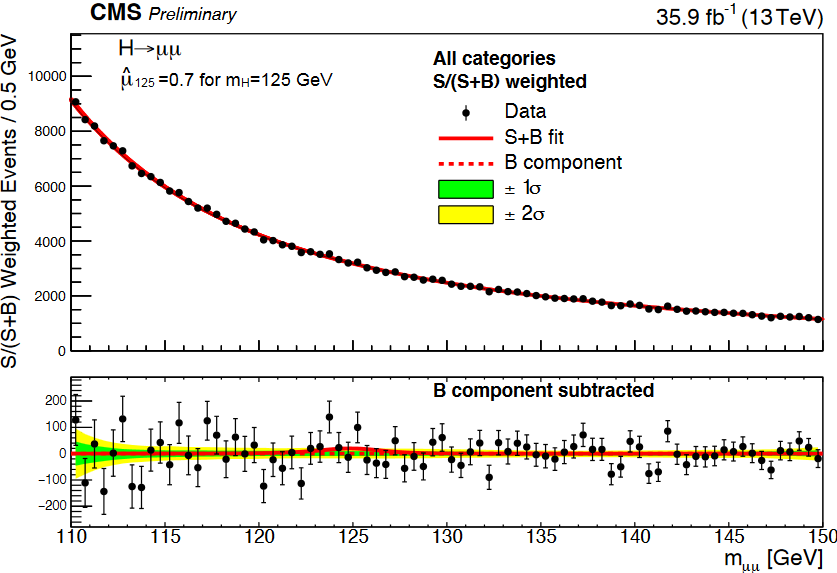 CMS Preliminary
35.9 fb⁻¹ (13 TeV)
S/(S+B) Weighted Events / 0.5 GeV
H→μμ
μ̂₁₂₅ =0.7 for mH=125 GeV
All categories
S/(S+B) weighted
Data
S+B fit
B component
± 1σ
± 2σ
10000
8000
6000
4000
2000
0
B component subtracted
200
100
0
−100
−200
110
115
120
125
130
135
140
145
150
mμμ [GeV]